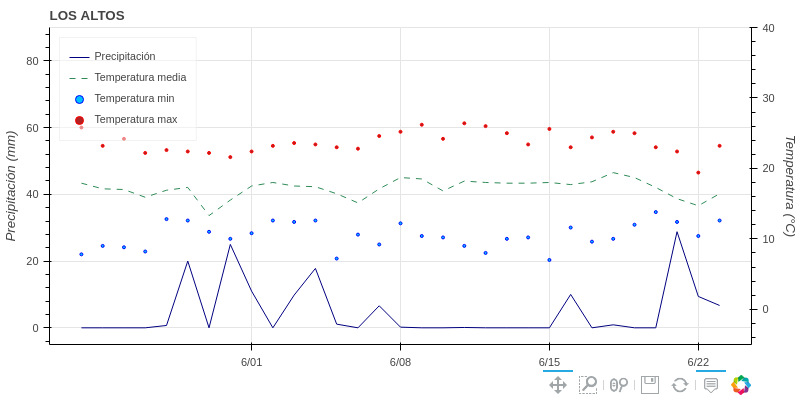 LOS ALTOS
Precipitación
Temperatura media
Temperatura min
Temperatura max
Precipitación (mm)
80
60
40
20
0
Temperatura (°C)
40
30
20
10
0
6/01
6/08
6/15
6/22